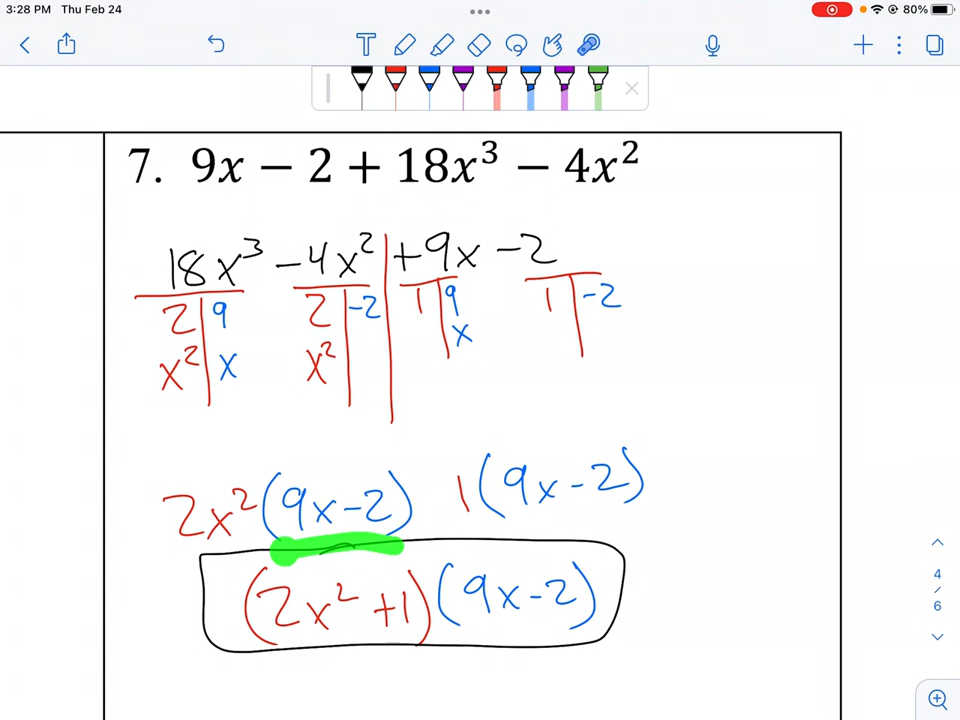 3:28 PM Thu Feb 24
80%
T
7. 9x − 2 + 18x³ − 4x²
18x³ −4x² +9x −2
2 9 2 −2 1 9 1 −2
x² x x² x
2x²(9x−2) 1(9x−2)
(2x² +1)(9x−2)
4
/
6